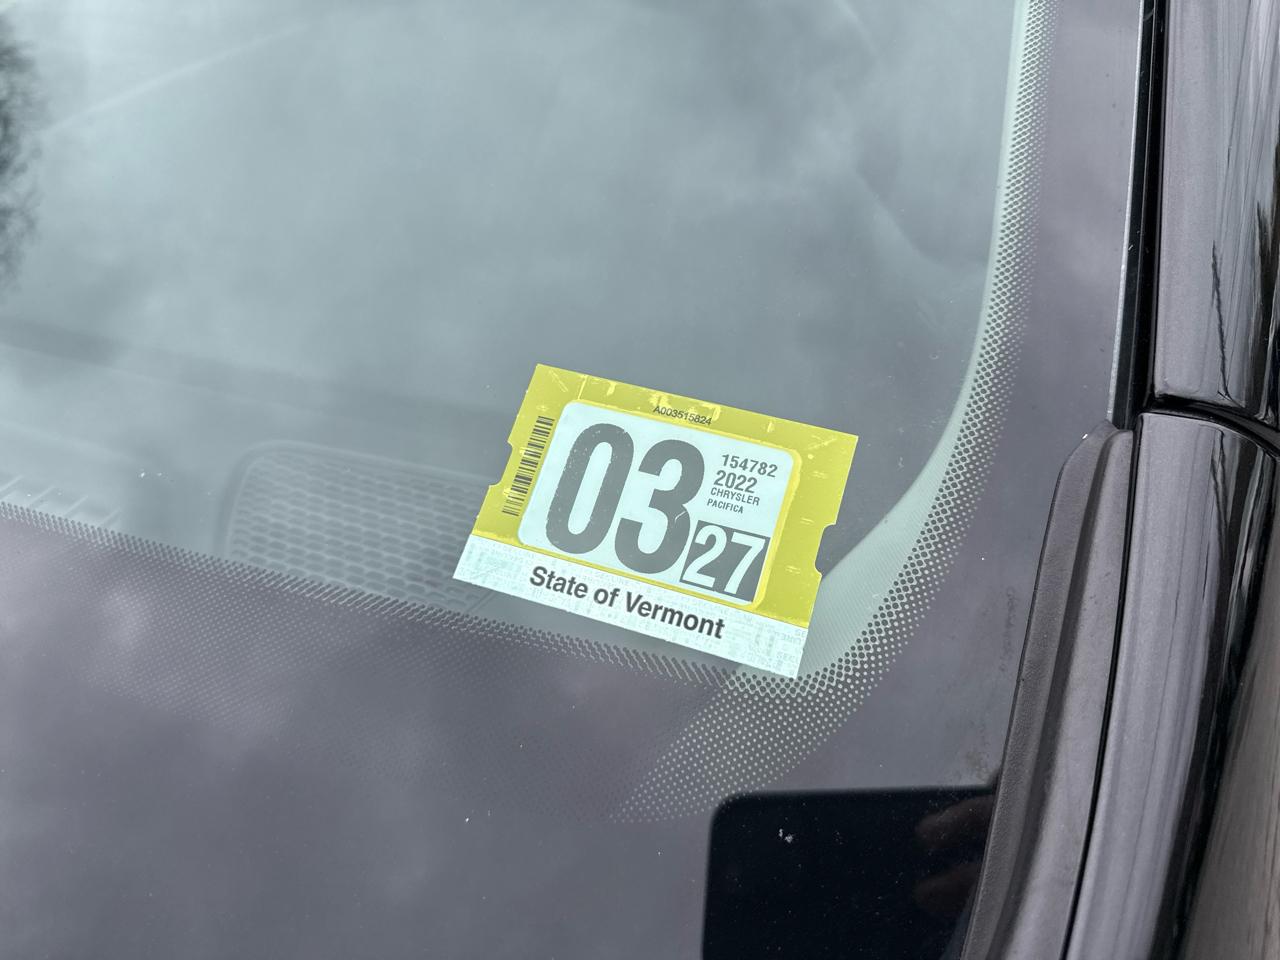 A003515824
03
154782
2022
CHRYSLER
PACIFICA
27
State of Vermont